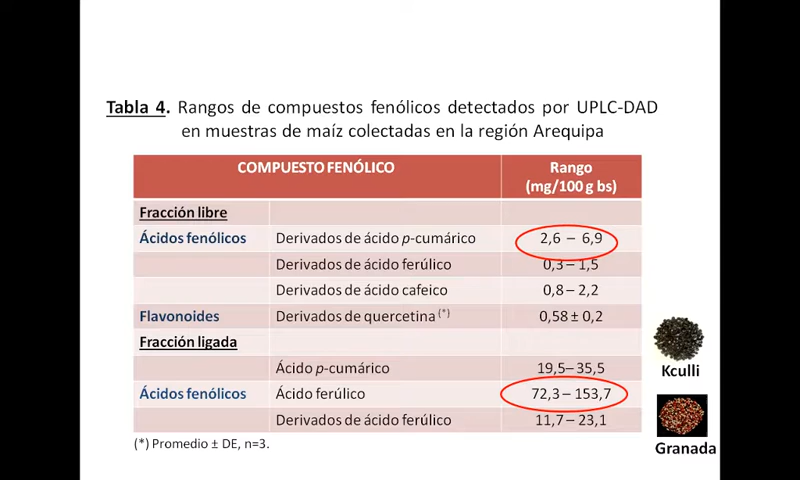 Tabla 4. Rangos de compuestos fenólicos detectados por UPLC-DAD
en muestras de maíz colectadas en la región Arequipa
COMPUESTO FENÓLICO Rango
(mg/100 g bs)
Fracción libre
Ácidos fenólicos Derivados de ácido p-cumárico 2,6 – 6,9
Derivados de ácido ferúlico 0,3 – 1,5
Derivados de ácido cafeico 0,8 – 2,2
Flavonoides Derivados de quercetina (*) 0,58 ± 0,2
Fracción ligada
Ácido p-cumárico 19,5– 35,5
Ácidos fenólicos Ácido ferúlico 72,3 – 153,7
Derivados de ácido ferúlico 11,7 – 23,1
(*) Promedio ± DE, n=3.
Kculli
Granada